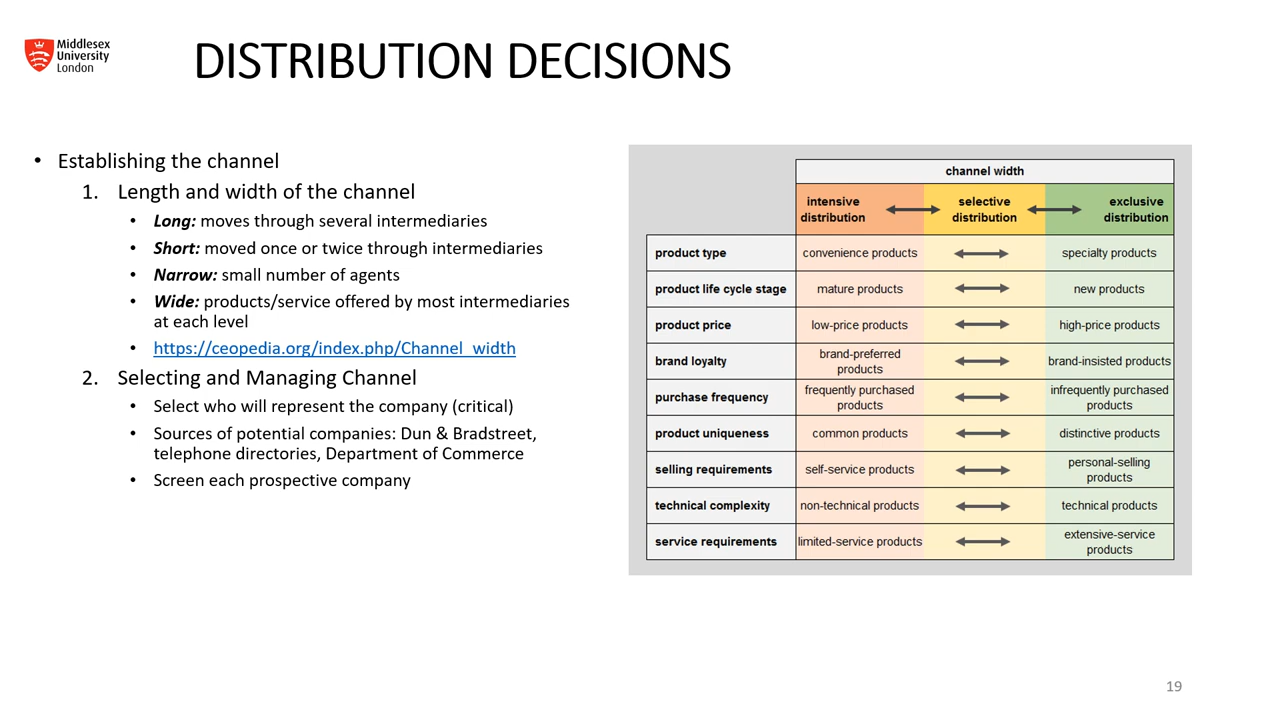 Middlesex
University
London
DISTRIBUTION DECISIONS
• Establishing the channel
1. Length and width of the channel
• Long: moves through several intermediaries
• Short: moved once or twice through intermediaries
• Narrow: small number of agents
• Wide: products/service offered by most intermediaries
at each level
• https://ceopedia.org/index.php/Channel_width
2. Selecting and Managing Channel
• Select who will represent the company (critical)
• Sources of potential companies: Dun & Bradstreet,
telephone directories, Department of Commerce
• Screen each prospective company
channel width
intensive distribution
selective distribution
exclusive distribution
product type convenience products specialty products
product life cycle stage mature products new products
product price low-price products high-price products
brand loyalty brand-preferred products brand-insisted products
purchase frequency frequently purchased products infrequently purchased products
product uniqueness common products distinctive products
selling requirements self-service products personal-selling products
technical complexity non-technical products technical products
service requirements limited-service products extensive-service products
19